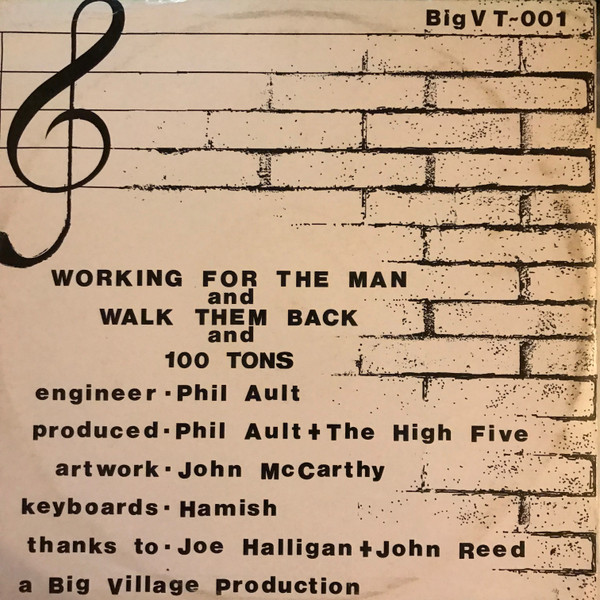 BigV T~001
WORKING FOR THE MAN
and
WALK THEM BACK
and
100 TONS
engineer · Phil Ault
produced · Phil Ault + The High Five
artwork · John McCarthy
keyboards · Hamish
thanks to · Joe Halligan + John Reed
a Big Village Production